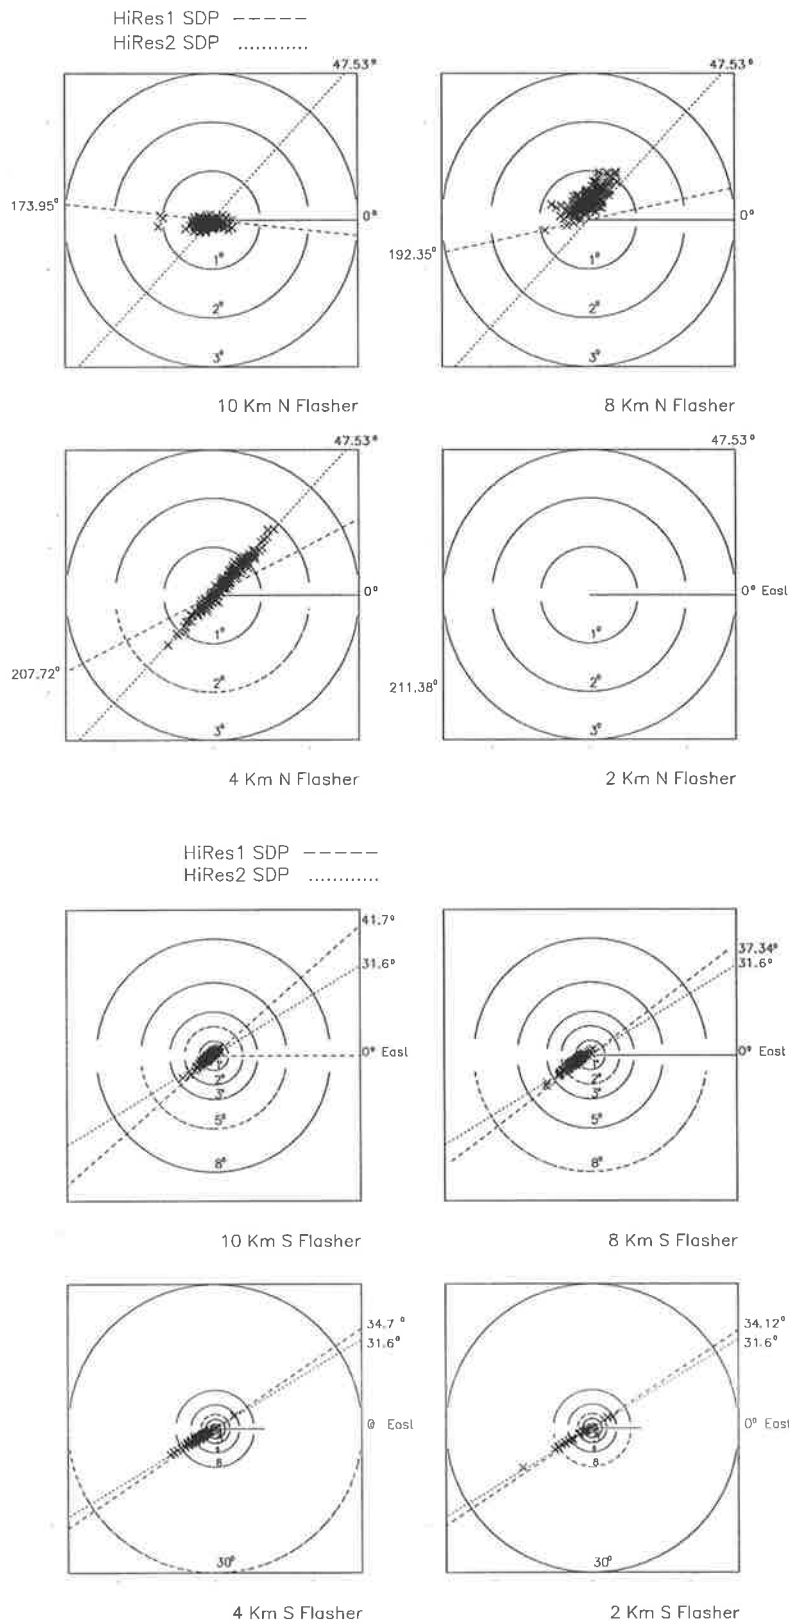 HiRes1 SDP -----
HiRes2 SDP ............
47.53° 47.53°
173.95° 0° 0°
192.35°
1° 1°
2° 2°
3° 3°
10 Km N Flasher 8 Km N Flasher
47.53° 47.53°
0° 0° East
1° 1°
207.72° 2° 211.38° 2°
3° 3°
4 Km N Flasher 2 Km N Flasher
HiRes1 SDP -----
HiRes2 SDP ............
41.7° 37.34°
31.6° 31.6°
0° East 0° East
1° 1°
2° 2°
3° 3°
5° 5°
8° 8°
10 Km S Flasher 8 Km S Flasher
34.7° 34.12°
31.6° 31.6°
0 East 0° East
8 8
30° 30°
4 Km S Flasher 2 Km S Flasher